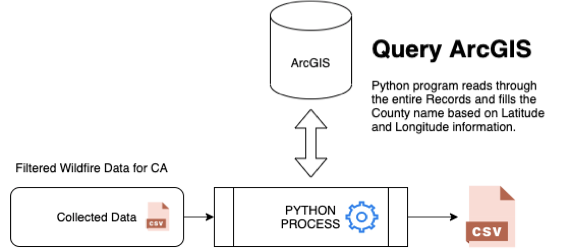 ArcGIS
Query ArcGIS
Python program reads through
the entire Records and fills the
County name based on Latitude
and Longitude information.
Filtered Wildfire Data for CA
Collected Data
CSV
PYTHON
PROCESS
CSV